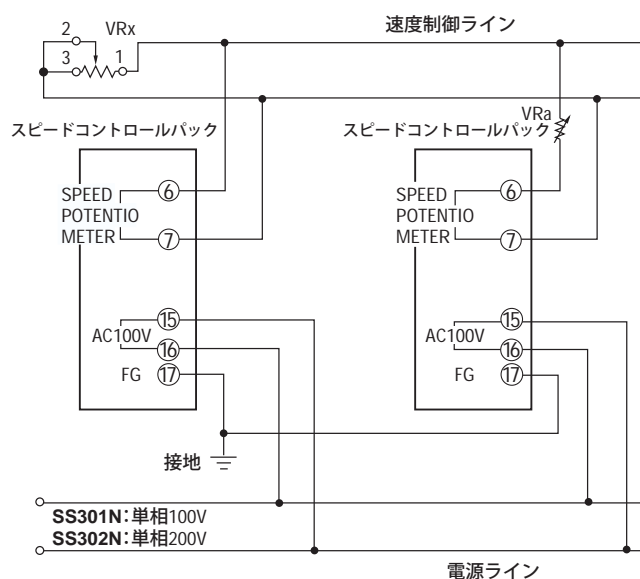 2 VRx
3 1
速度制御ライン
VRa
スピードコントロールパック
スピードコントロールパック
SPEED
POTENTIO
METER
⑥
⑦
AC100V
⑮
⑯
FG ⑰
SPEED
POTENTIO
METER
⑥
⑦
AC100V
⑮
⑯
FG ⑰
接地
SS301N:単相100V
SS302N:単相200V
電源ライン